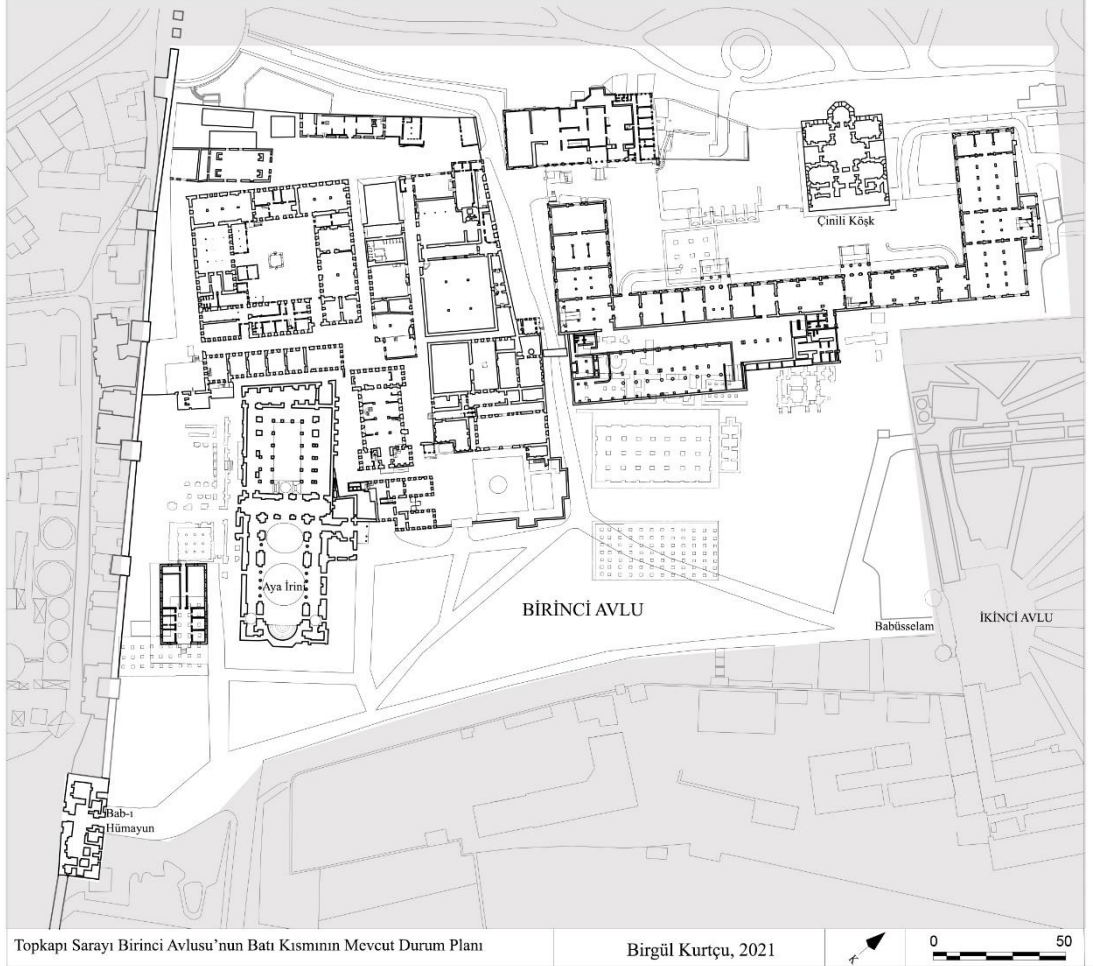 Çinili Köşk
Aya İrini
BİRİNCİ AVLU
Babüsselam
İKİNCİ AVLU
Bab-ı
Hümayun
Topkapı Sarayı Birinci Avlusu’nun Batı Kısmının Mevcut Durum Planı
Birgül Kurtçu, 2021
K
0 50